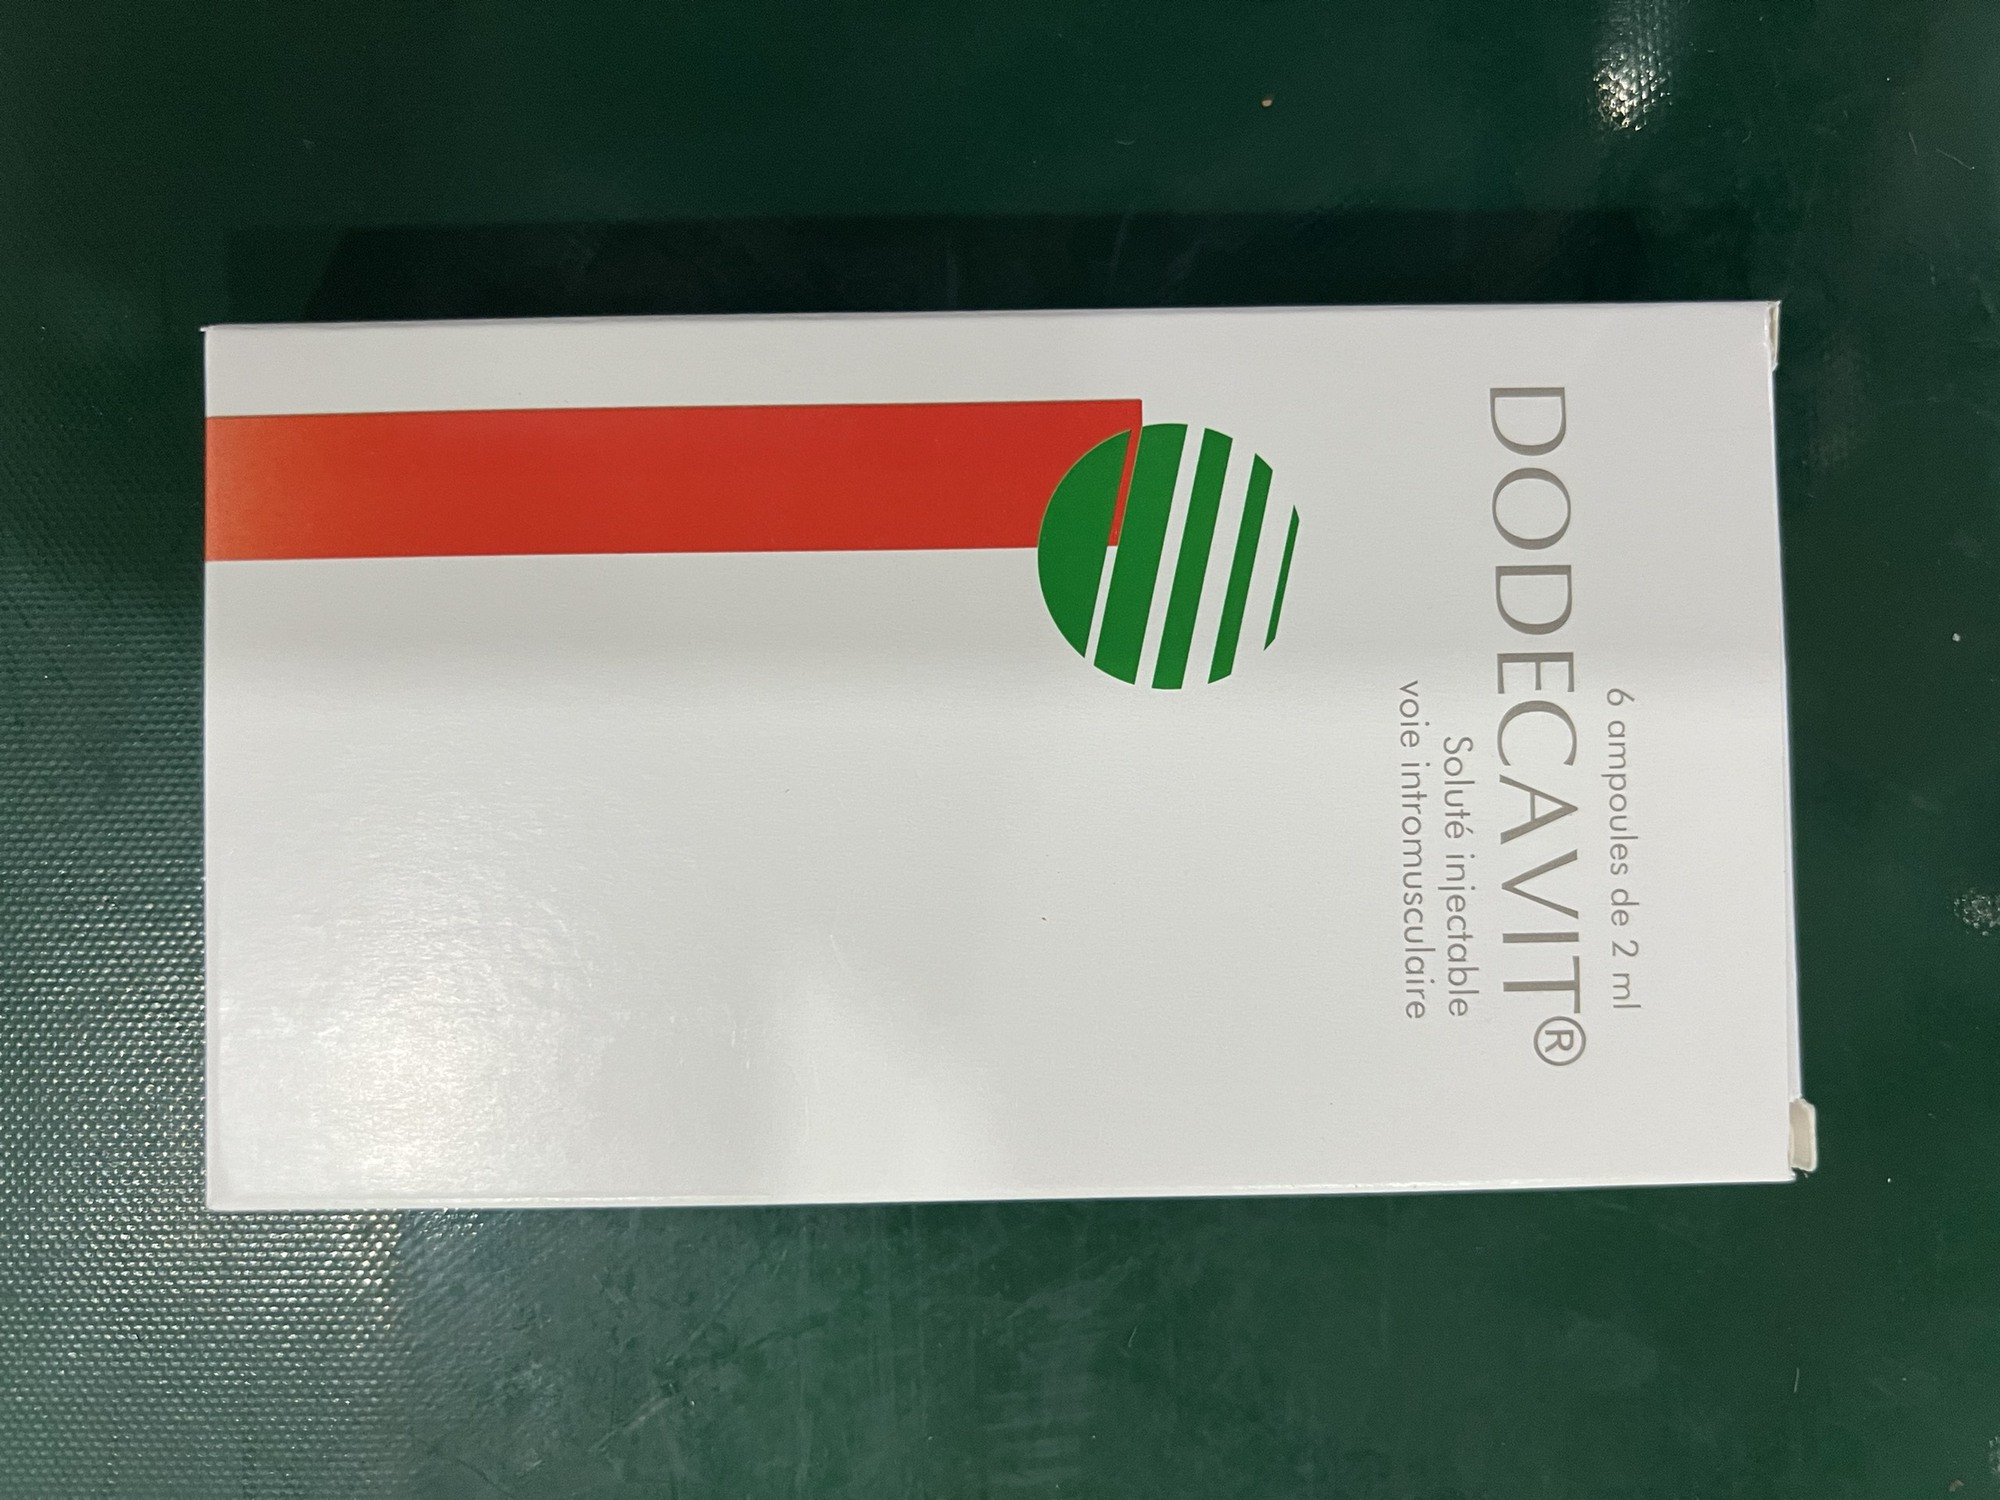 6 ampoules de 2 ml
DODECAVIT®
Soluté injectable
voie intromusculaire